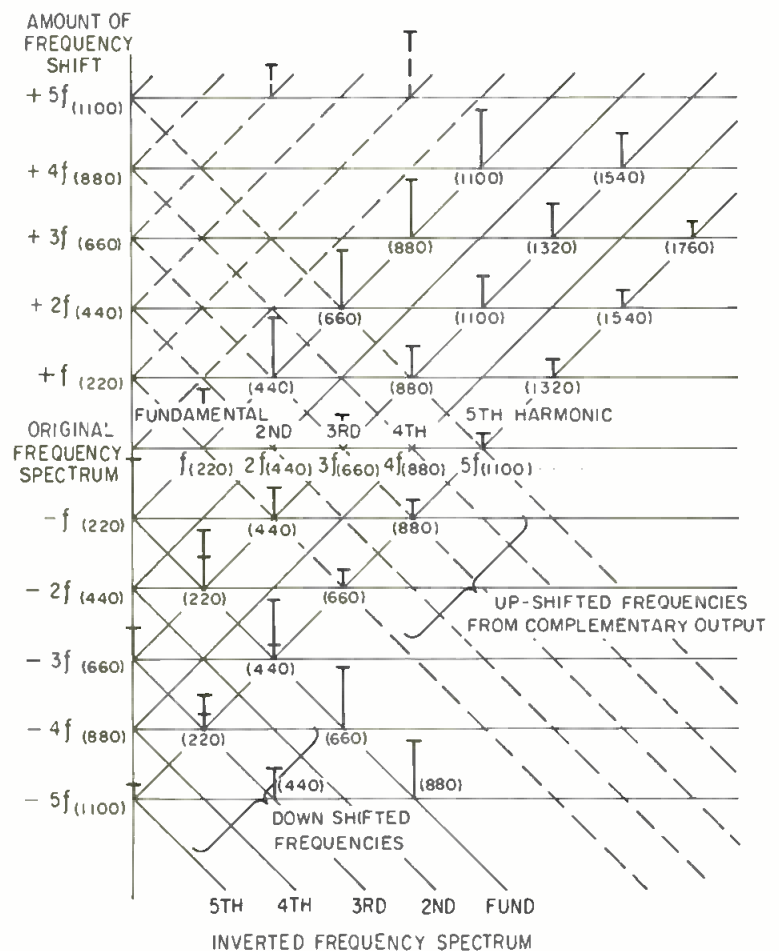 AMOUNT OF
FREQUENCY
SHIFT
+ 5f (1100)
+ 4f (880)
(1100) (1540)
+ 3f (660)
(880) (1320) (1760)
+ 2f (440)
(660) (1100) (1540)
+f (220)
(440) (880) (1320)
FUNDAMENTAL 5TH HARMONIC
ORIGINAL
FREQUENCY
SPECTRUM
2ND 3RD 4TH
f(220) 2f(440) 3f(660) 4f(880) 5f(1100)
-f (220)
(440) (880)
- 2f (440)
(220) (660)
UP-SHIFTED FREQUENCIES
FROM COMPLEMENTARY OUTPUT
- 3f (660)
(440)
- 4f (880)
(220) (660)
(440) (880)
- 5f (1100)
DOWN SHIFTED
FREQUENCIES
5TH 4TH 3RD 2ND FUND
INVERTED FREQUENCY SPECTRUM